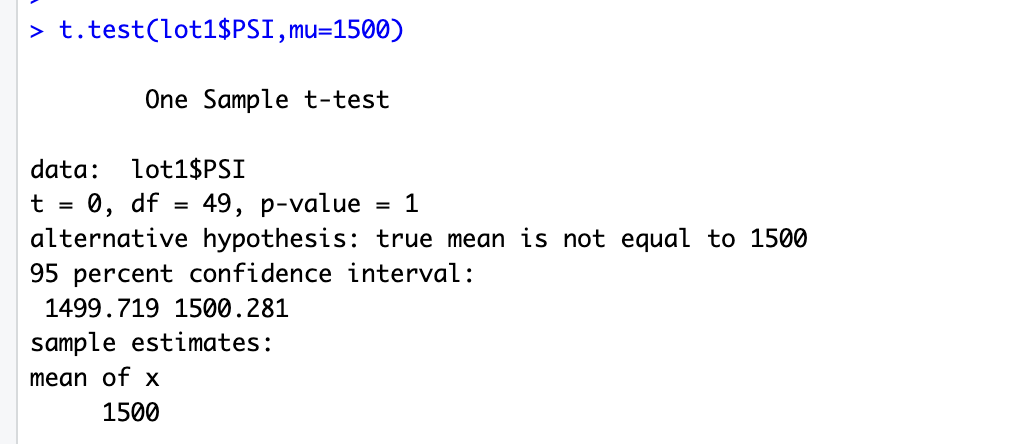 > t.test(lot1$PSI,mu=1500)
One Sample t-test
data:  lot1$PSI
t = 0, df = 49, p-value = 1
alternative hypothesis: true mean is not equal to 1500
95 percent confidence interval:
 1499.719 1500.281
sample estimates:
mean of x
     1500